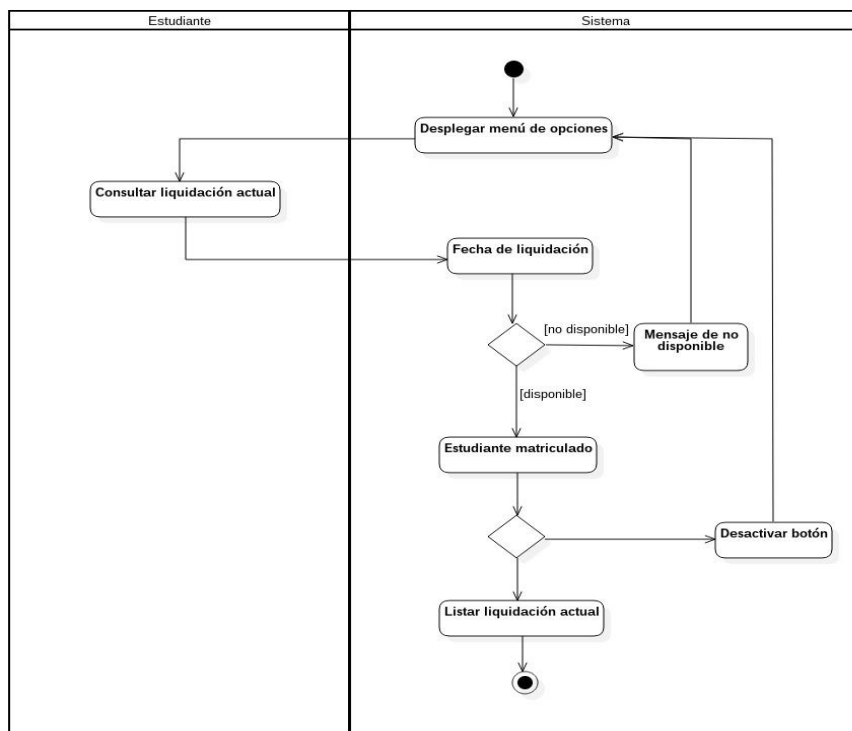 Estudiante
Sistema
Desplegar menú de opciones
Consultar liquidación actual
Fecha de liquidación
[no disponible]
Mensaje de no
disponible
[disponible]
Estudiante matriculado
Desactivar botón
Listar liquidación actual